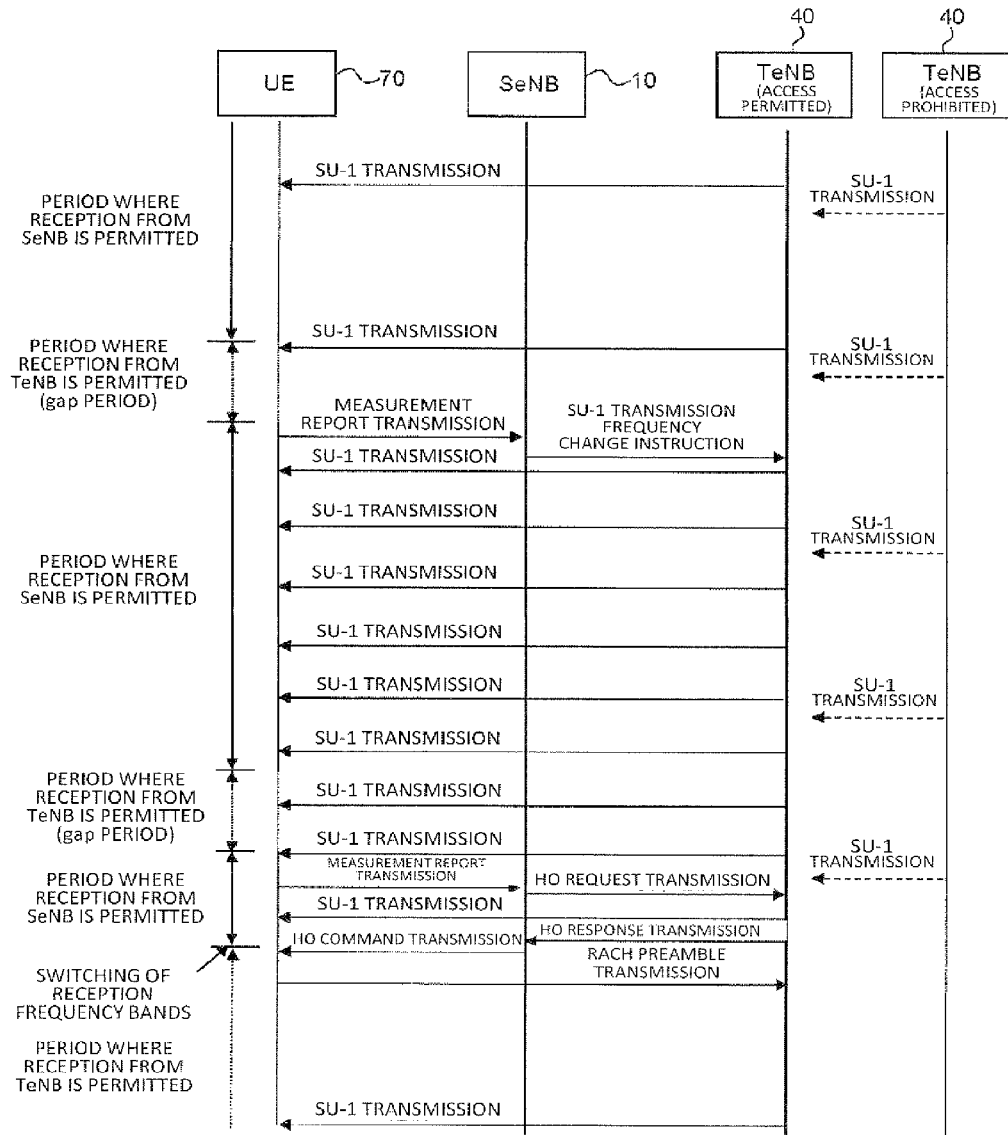 40
40
UE
70
SeNB
10
TeNB
(ACCESS
PERMITTED)
TeNB
(ACCESS
PROHIBITED)
SU-1 TRANSMISSION
SU-1
TRANSMISSION
PERIOD WHERE
RECEPTION FROM
SeNB IS PERMITTED
SU-1 TRANSMISSION
SU-1
TRANSMISSION
PERIOD WHERE
RECEPTION FROM
TeNB IS PERMITTED
(gap PERIOD)
MEASUREMENT
REPORT TRANSMISSION
SU-1 TRANSMISSION
FREQUENCY
CHANGE INSTRUCTION
SU-1 TRANSMISSION
SU-1 TRANSMISSION
SU-1
TRANSMISSION
PERIOD WHERE
RECEPTION FROM
SeNB IS PERMITTED
SU-1 TRANSMISSION
SU-1 TRANSMISSION
SU-1 TRANSMISSION
SU-1
TRANSMISSION
SU-1 TRANSMISSION
PERIOD WHERE
RECEPTION FROM
TeNB IS PERMITTED
(gap PERIOD)
SU-1 TRANSMISSION
SU-1 TRANSMISSION
SU-1
TRANSMISSION
MEASUREMENT REPORT
TRANSMISSION
HO REQUEST TRANSMISSION
PERIOD WHERE
RECEPTION FROM
SeNB IS PERMITTED
SU-1 TRANSMISSION
HO RESPONSE TRANSMISSION
HO COMMAND TRANSMISSION
RACH PREAMBLE
TRANSMISSION
SWITCHING OF
RECEPTION
FREQUENCY BANDS
PERIOD WHERE
RECEPTION FROM
TeNB IS PERMITTED
SU-1 TRANSMISSION